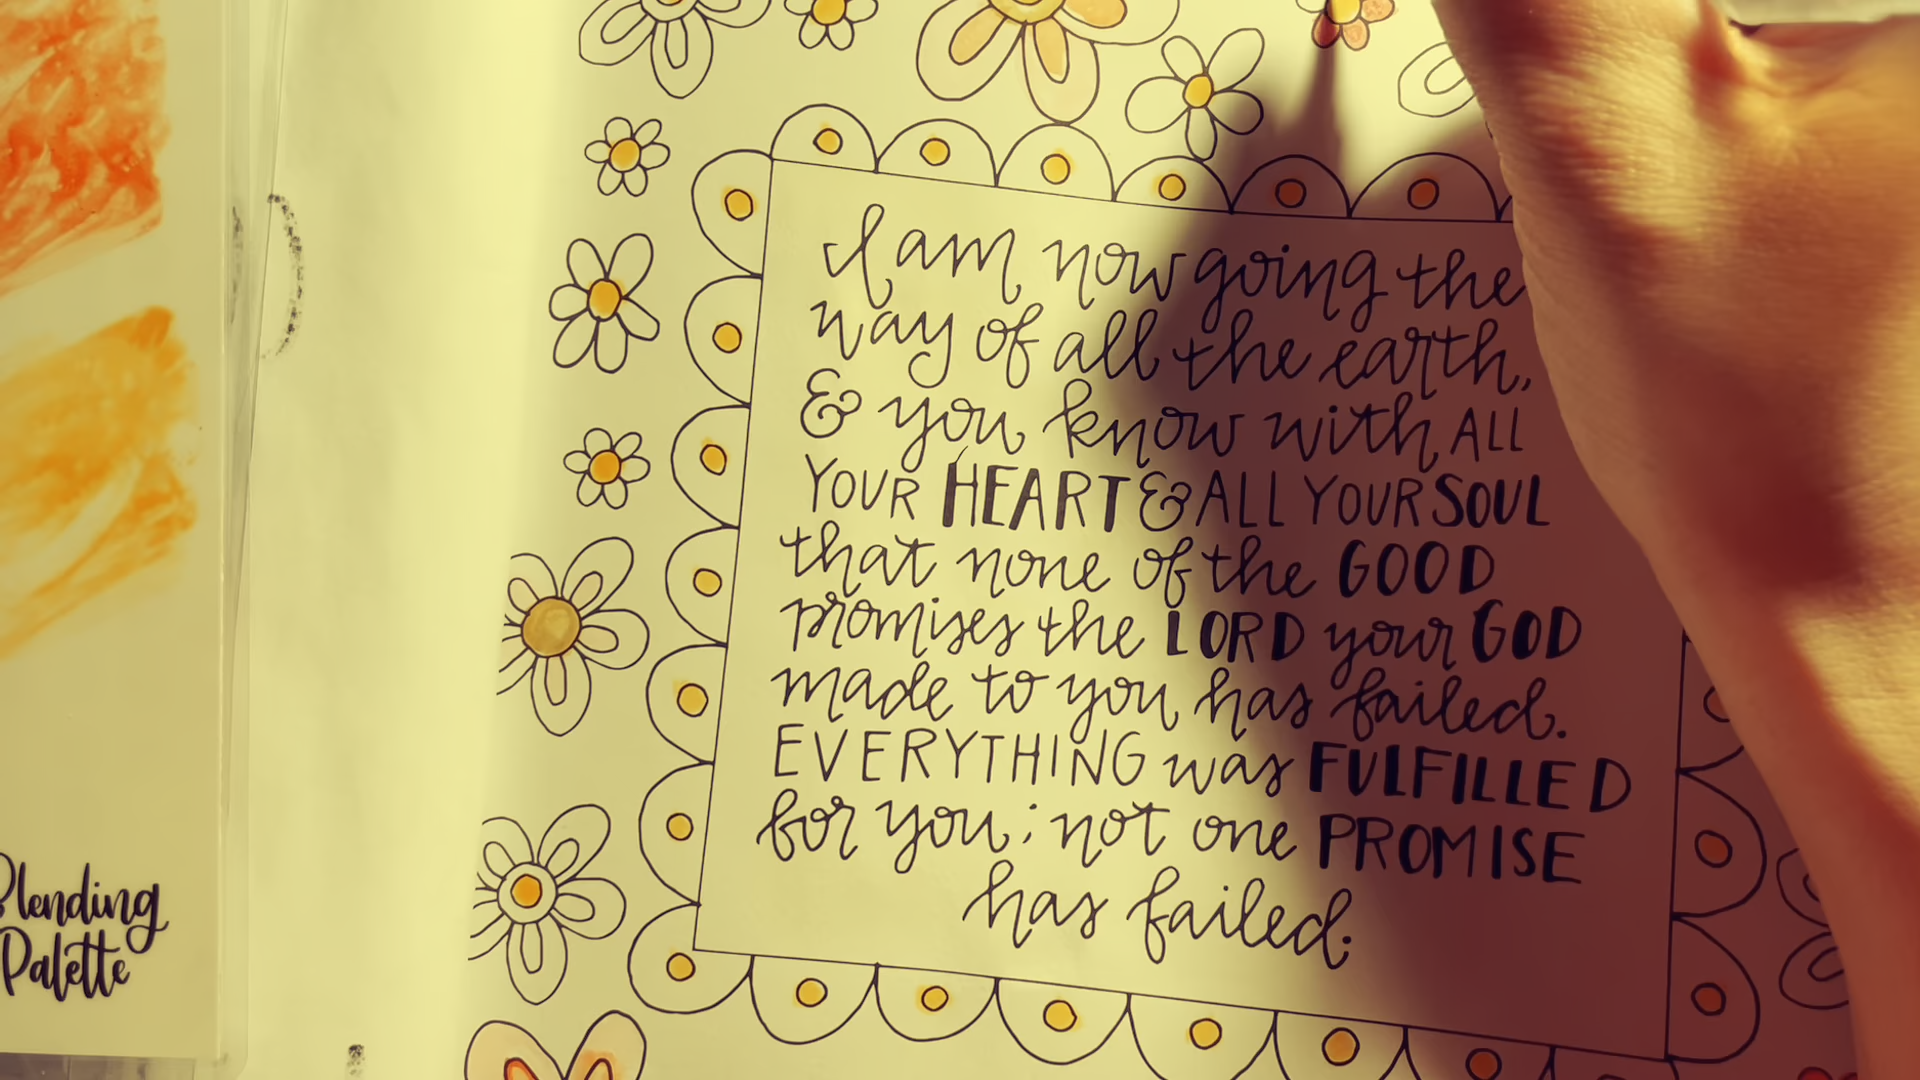 I am now going the
way of all the earth,
& you know with ALL
YOUR HEART & ALL YOUR SOUL
that none of the GOOD
promises the LORD your GOD
made to you has failed.
EVERYTHING was FULFILLED
for you; not one PROMISE
has failed.
Blending
Palette